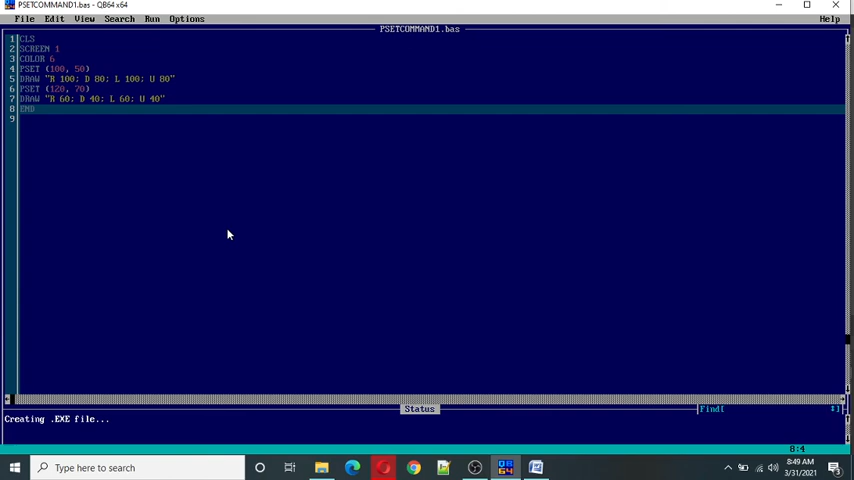 PSETCOMMAND1.bas - QB64 x64
File Edit View Search Run Options Help
PSETCOMMAND1.bas
1 CLS
2 SCREEN 1
3 COLOR 6
4 PSET (100, 50)
5 DRAW "R 100; D 80; L 100; U 80"
6 PSET (120, 70)
7 DRAW "R 60; D 40; L 60; U 40"
8 END
9
Status
Find[ ↕]
Creating .EXE file...
8:4
Type here to search
8:49 AM
3/31/2021